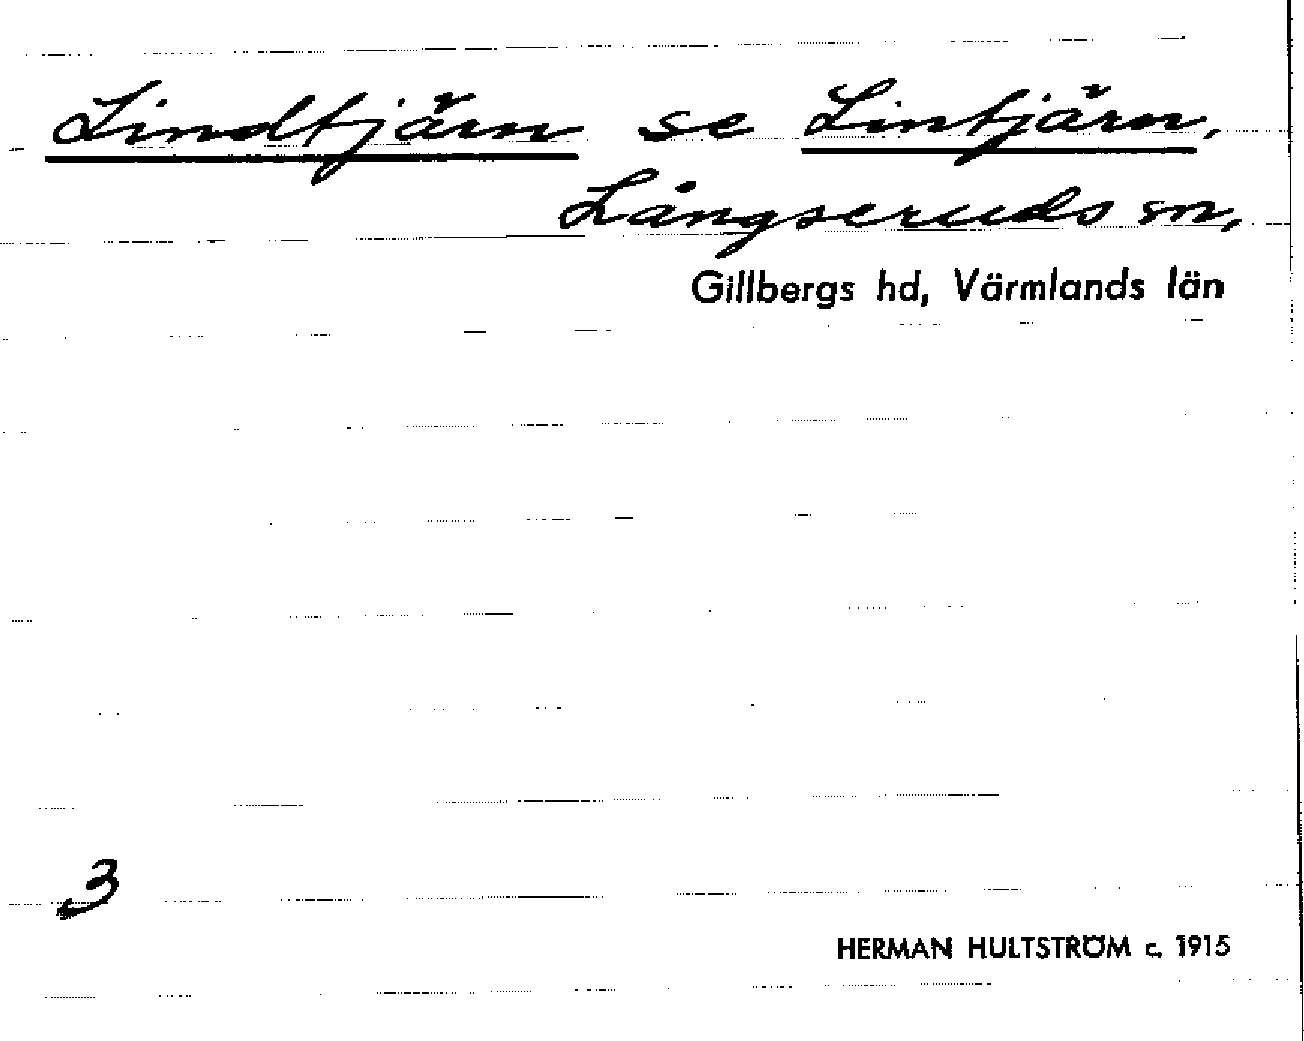 Lindtjärn se Lintjärn,
Långseruds sn,
Gillbergs hd, Värmlands län
3
HERMAN HULTSTRÖM c. 1915